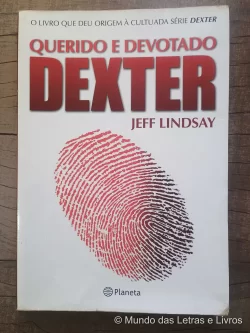 O LIVRO QUE DEU ORIGEM À CULTUADA SÉRIE DEXTER
QUERIDO E DEVOTADO
DEXTER
JEFF LINDSAY
Planeta
© Mundo das Letras e Livros